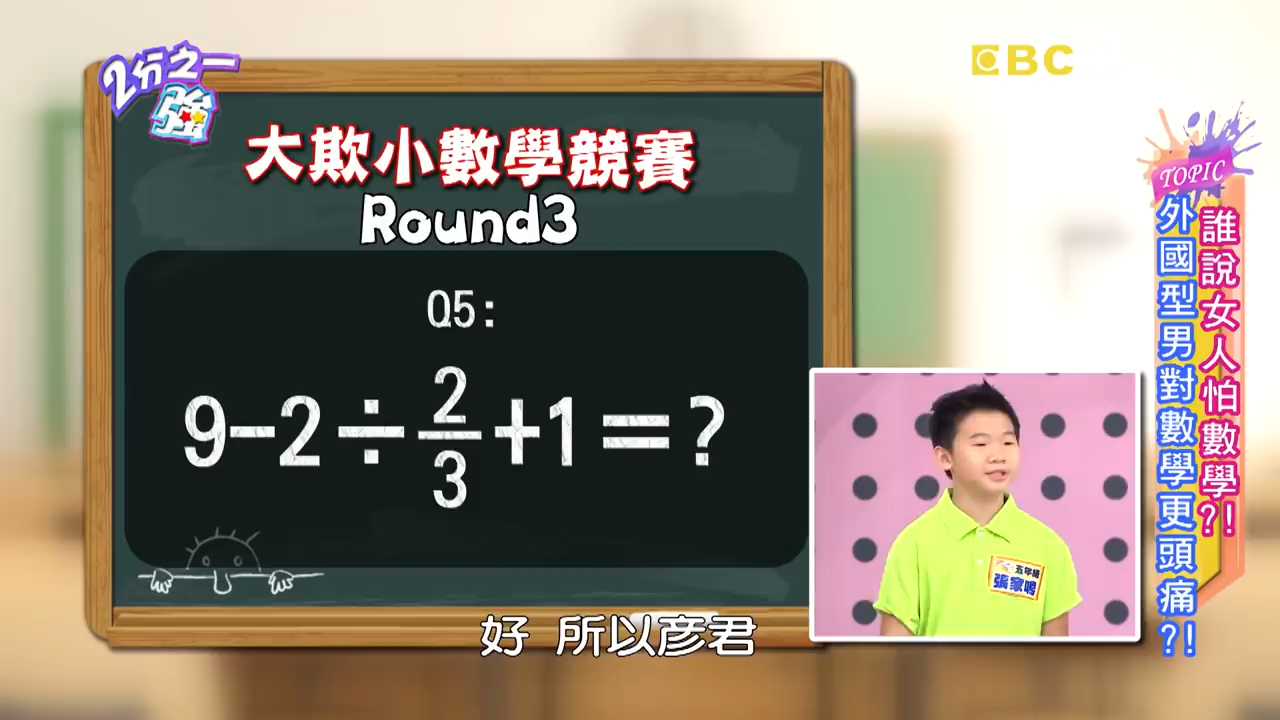 2分之一
強
EBC
大欺小數學競賽
Round3
Q5:
9-2÷2/3+1=?
TOPIC
誰說女人怕數學?!
外國型男對數學更頭痛?!
五年級
張家鳴
好 所以彥君